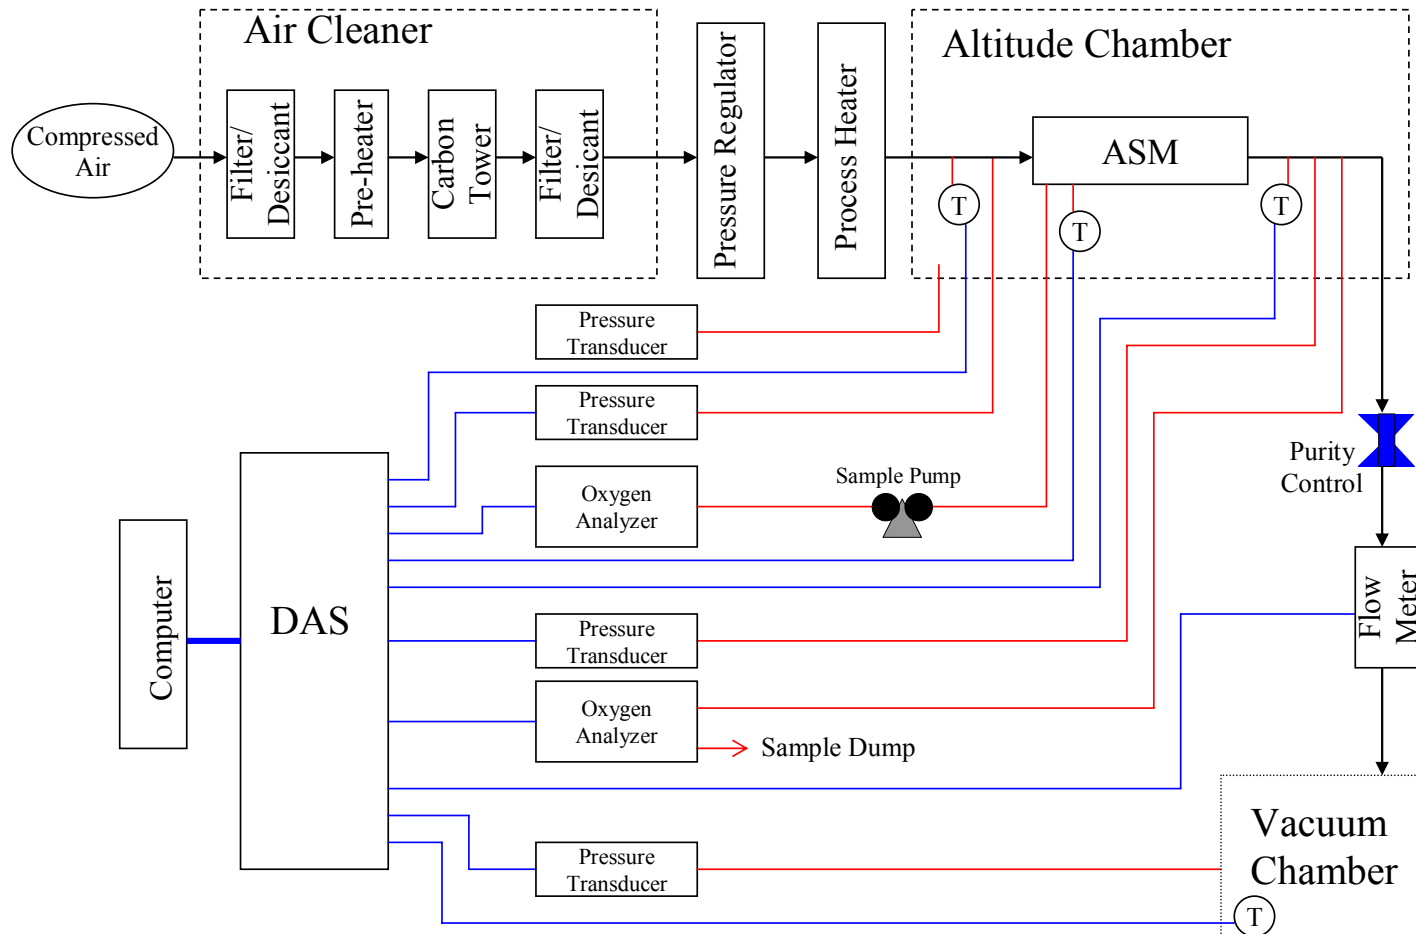 Air Cleaner
Altitude Chamber
Compressed
Air
Filter/
Desiccant
Pre-heater
Carbon
Tower
Filter/
Desicant
Pressure Regulator
Process Heater
ASM
T
T
T
Pressure
Transducer
Pressure
Transducer
Purity
Control
Oxygen
Analyzer
Sample Pump
Computer
DAS
Flow
Meter
Pressure
Transducer
Oxygen
Analyzer
Sample Dump
Vacuum
Chamber
Pressure
Transducer
T